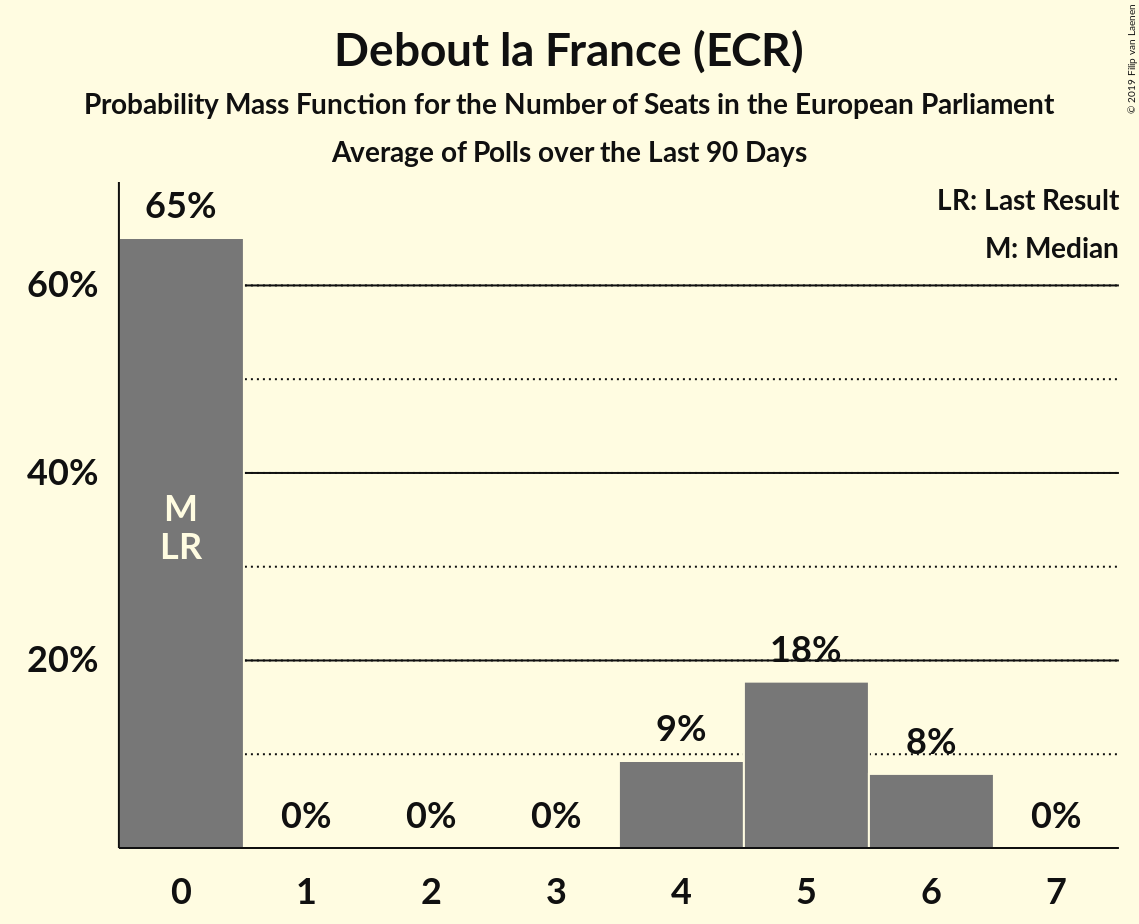 Debout la France (ECR)
Probability Mass Function for the Number of Seats in the European Parliament
Average of Polls over the Last 90 Days
© 2019 Filip van Laenen
LR: Last Result
M: Median
65%
60%
40%
M
LR
20%
18%
9%
8%
0%
0%
0%
0%
0
1
2
3
4
5
6
7